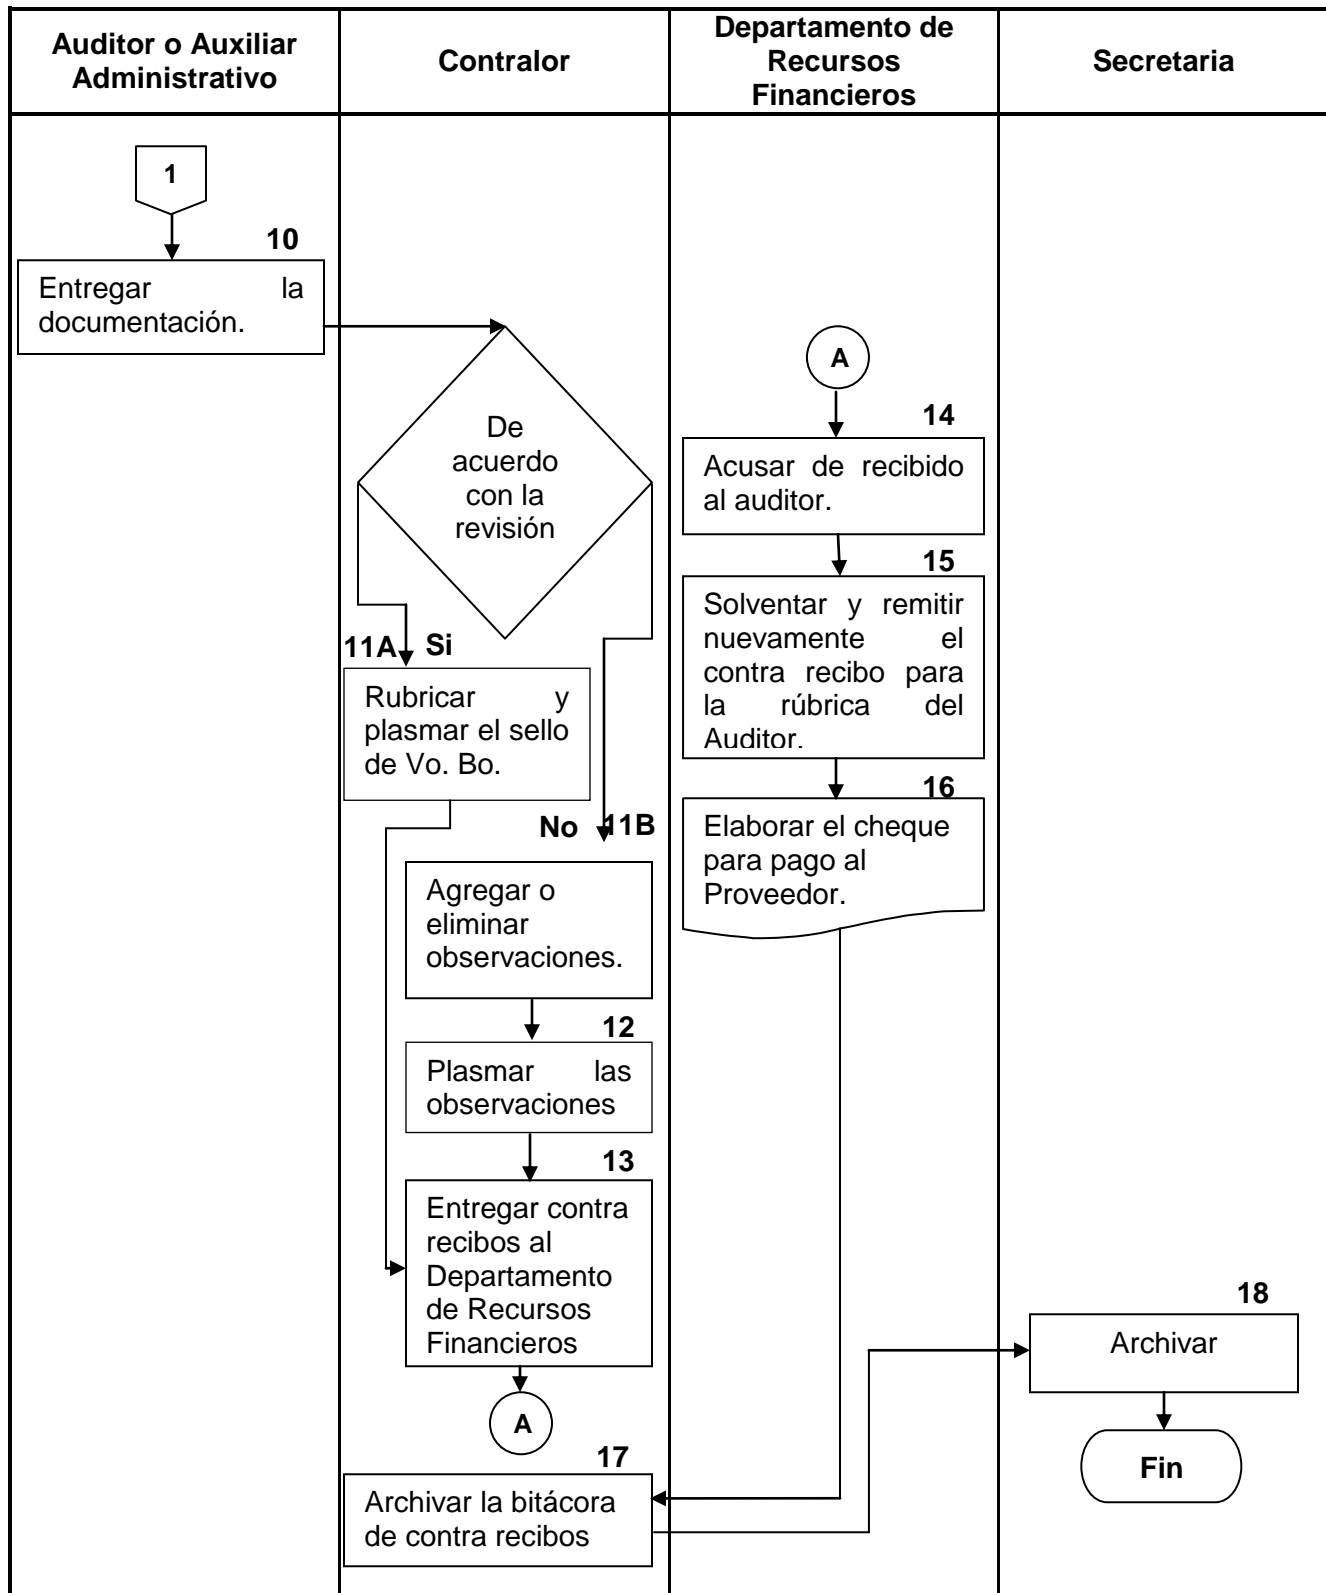 Auditor o Auxiliar
Administrativo
Contralor
Departamento de
Recursos
Financieros
Secretaria
1
10
Entregar la
documentación.
De
acuerdo
con la
revisión
11A Si
Rubricar y
plasmar el sello
de Vo. Bo.
No 11B
Agregar o
eliminar
observaciones.
12
Plasmar las
observaciones
13
Entregar contra
recibos al
Departamento
de Recursos
Financieros
A
17
Archivar la bitácora
de contra recibos
A
14
Acusar de recibido
al auditor.
15
Solventar y remitir
nuevamente el
contra recibo para
la rúbrica del
Auditor.
16
Elaborar el cheque
para pago al
Proveedor.
18
Archivar
Fin